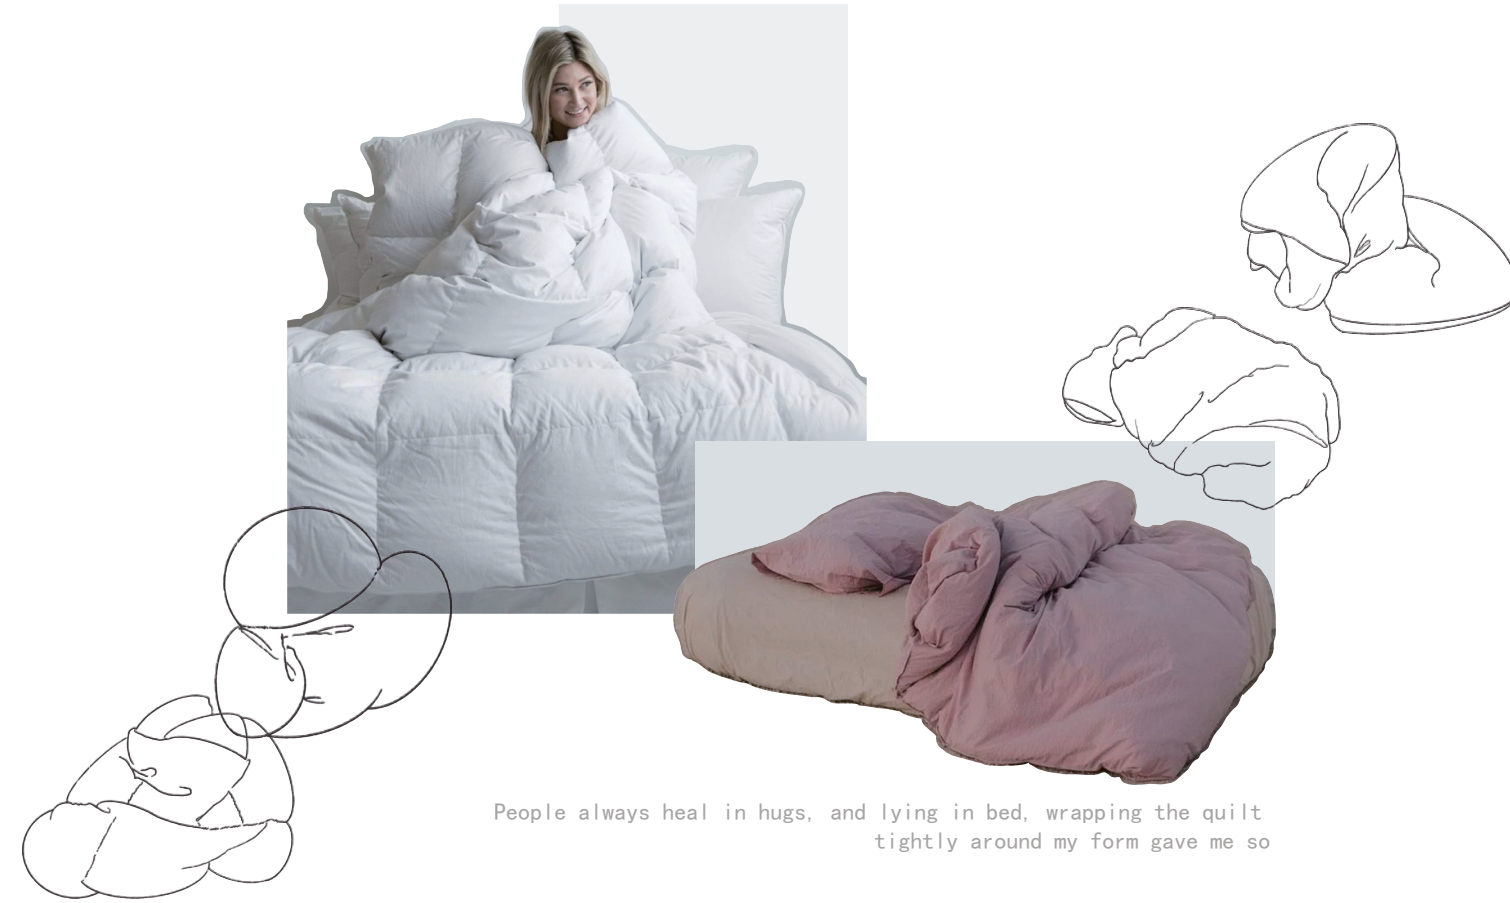 People always heal in hugs, and lying in bed, wrapping the quilt
tightly around my form gave me so